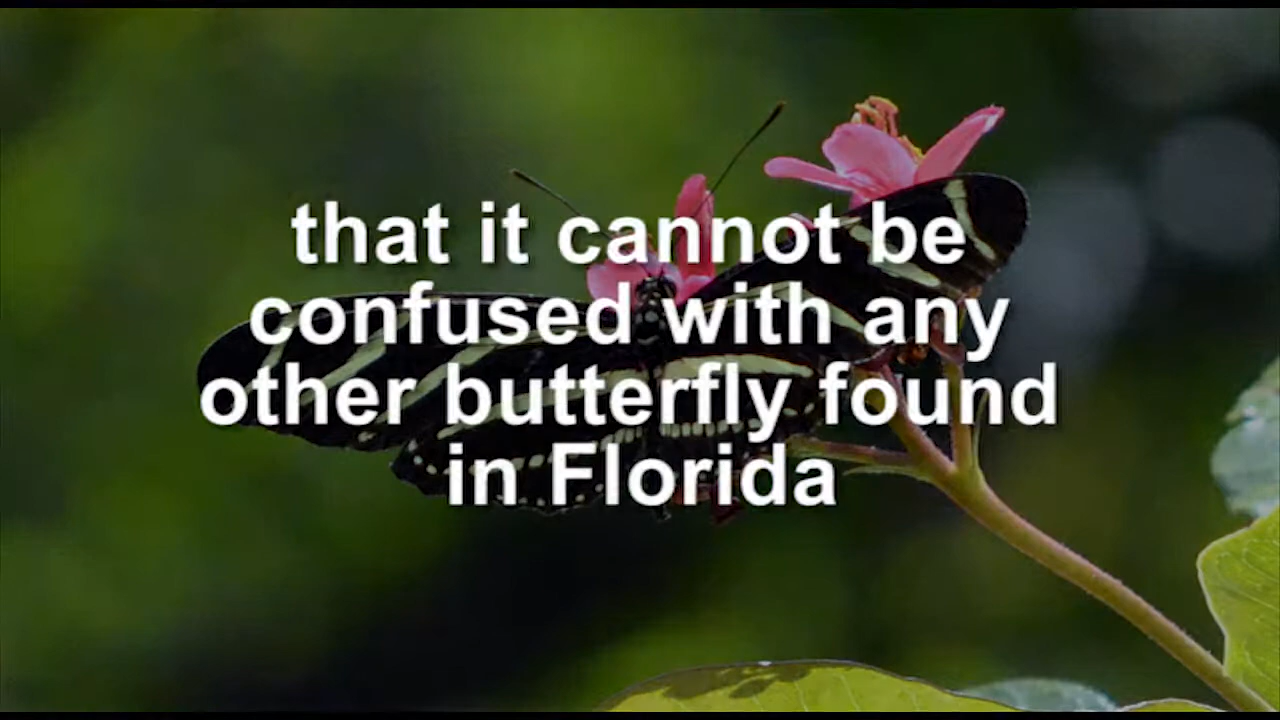 that it cannot be
confused with any
other butterfly found
in Florida